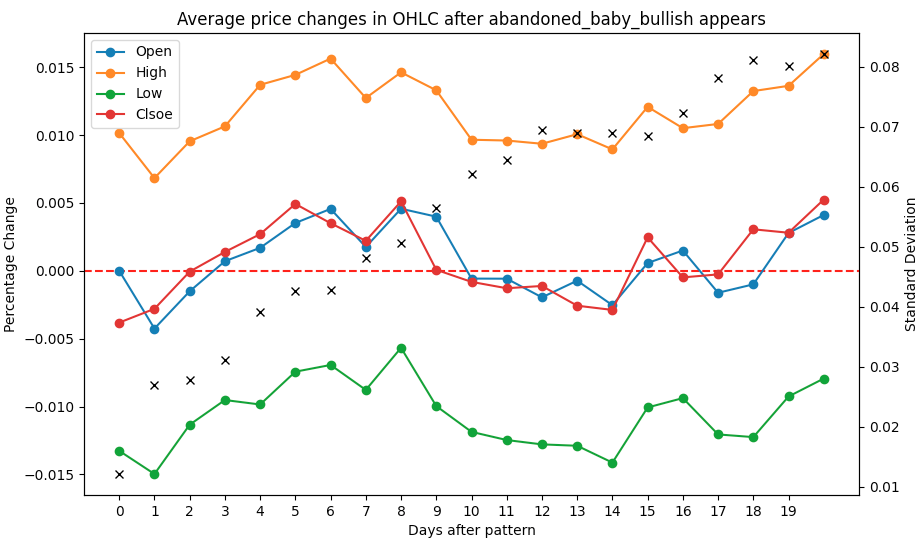 Average price changes in OHLC after abandoned_baby_bullish appears
Open
High
Low
Clsoe
Percentage Change
0.015
0.010
0.005
0.000
−0.005
−0.010
−0.015
0.08
0.07
0.06
0.05
0.04
0.03
0.02
0.01
Standard Deviation
0 1 2 3 4 5 6 7 8 9 10 11 12 13 14 15 16 17 18 19
Days after pattern